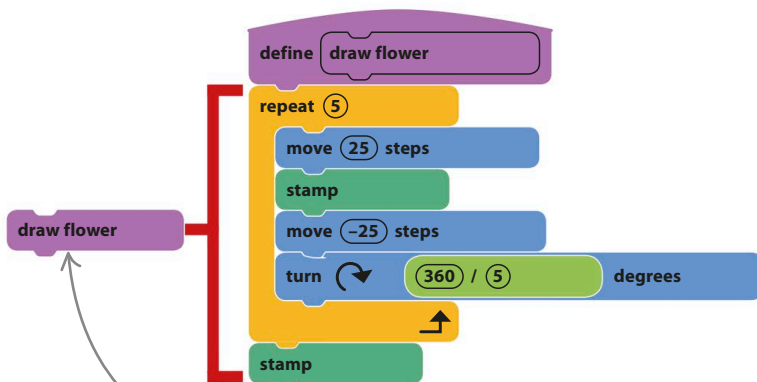 define draw flower
repeat 5
move 25 steps
stamp
draw flower
move –25 steps
turn 360 / 5 degrees
stamp